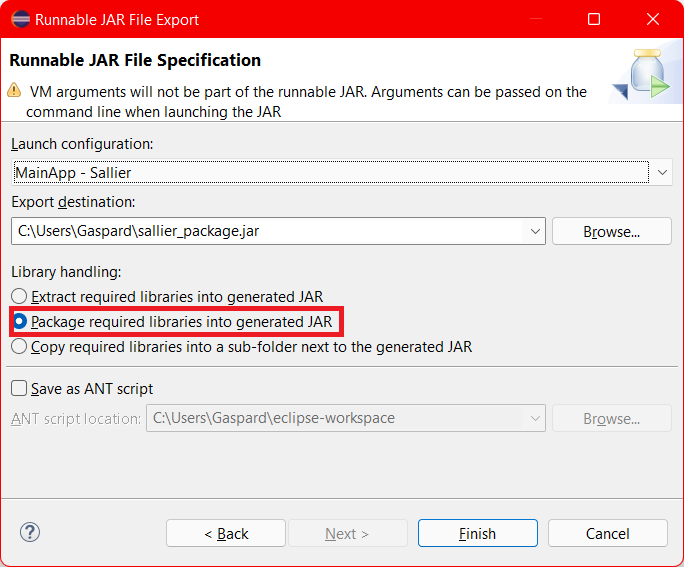 Runnable JAR File Export
Runnable JAR File Specification
VM arguments will not be part of the runnable JAR. Arguments can be passed on the
command line when launching the JAR
Launch configuration:
MainApp - Sallier
Export destination:
C:\Users\Gaspard\sallier_package.jar
Browse...
Library handling:
Extract required libraries into generated JAR
Package required libraries into generated JAR
Copy required libraries into a sub-folder next to the generated JAR
Save as ANT script
ANT script location:
C:\Users\Gaspard\eclipse-workspace
Browse...
?
< Back
Next >
Finish
Cancel